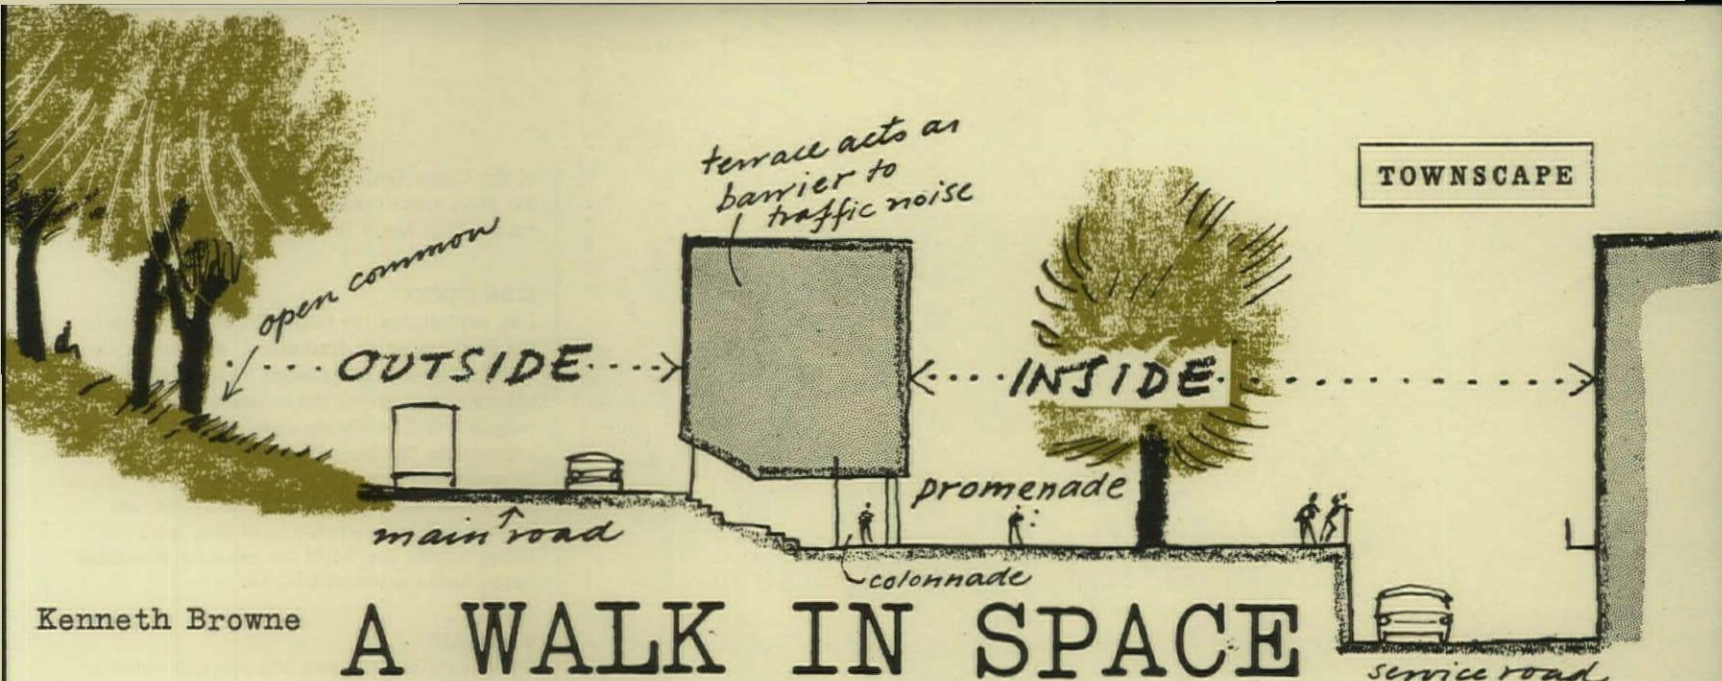 terrace acts as
barrier to
traffic noise
TOWNSCAPE
open common
OUTSIDE
INSIDE
promenade
main road
colonnade
Kenneth Browne
A WALK IN SPACE
service road